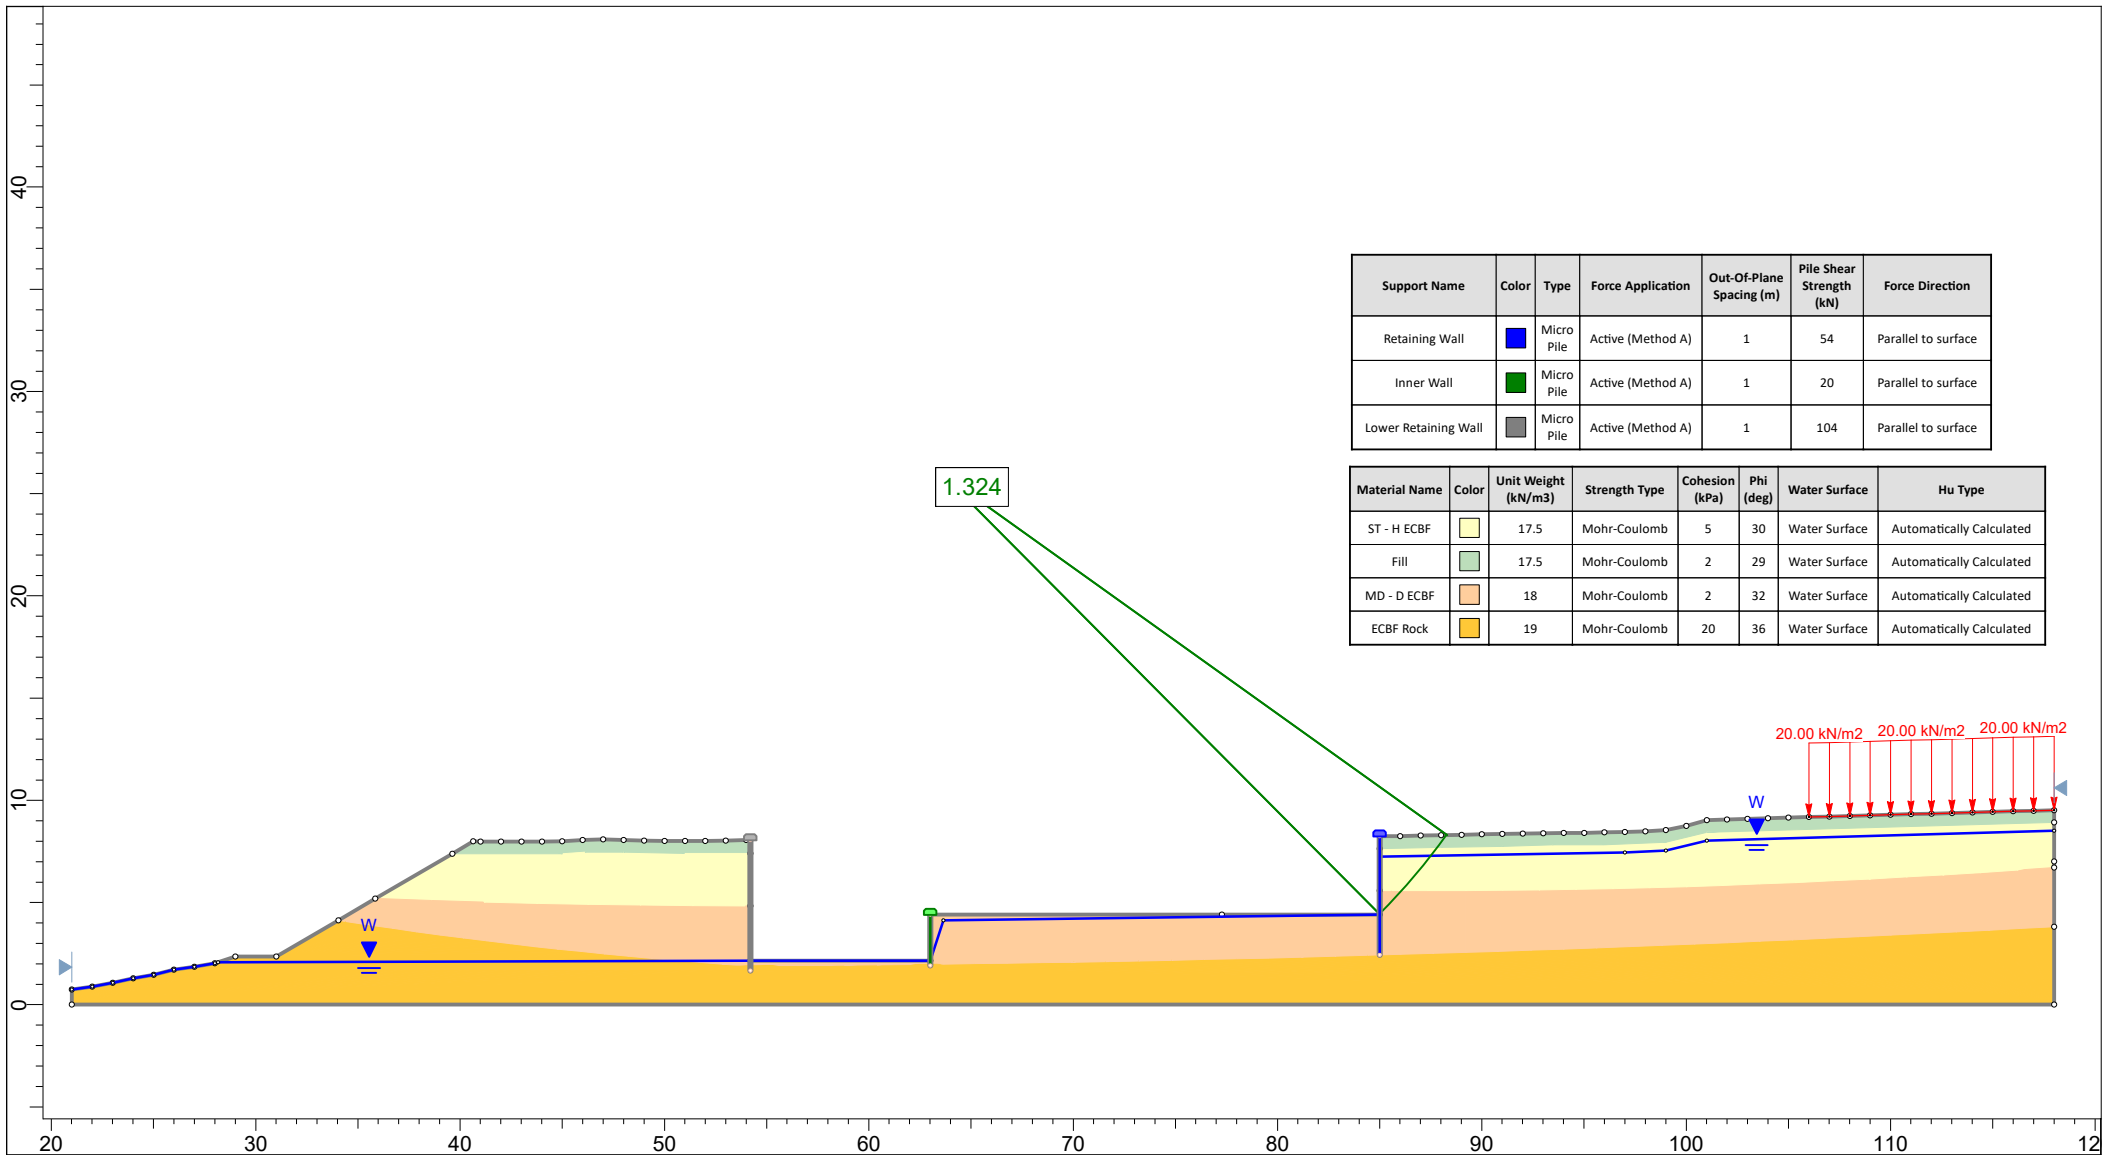 40
30
20
10
0
Support Name Color Type Force Application Out-Of-Plane Spacing (m) Pile Shear Strength (kN) Force Direction
Retaining Wall Micro Pile Active (Method A) 1 54 Parallel to surface
Inner Wall Micro Pile Active (Method A) 1 20 Parallel to surface
Lower Retaining Wall Micro Pile Active (Method A) 1 104 Parallel to surface
1.324
Material Name Color Unit Weight (kN/m3) Strength Type Cohesion (kPa) Phi (deg) Water Surface Hu Type
ST - H ECBF 17.5 Mohr-Coulomb 5 30 Water Surface Automatically Calculated
Fill 17.5 Mohr-Coulomb 2 29 Water Surface Automatically Calculated
MD - D ECBF 18 Mohr-Coulomb 2 32 Water Surface Automatically Calculated
ECBF Rock 19 Mohr-Coulomb 20 36 Water Surface Automatically Calculated
20.00 kN/m2 20.00 kN/m2 20.00 kN/m2
W
W
20 30 40 50 60 70 80 90 100 110 12